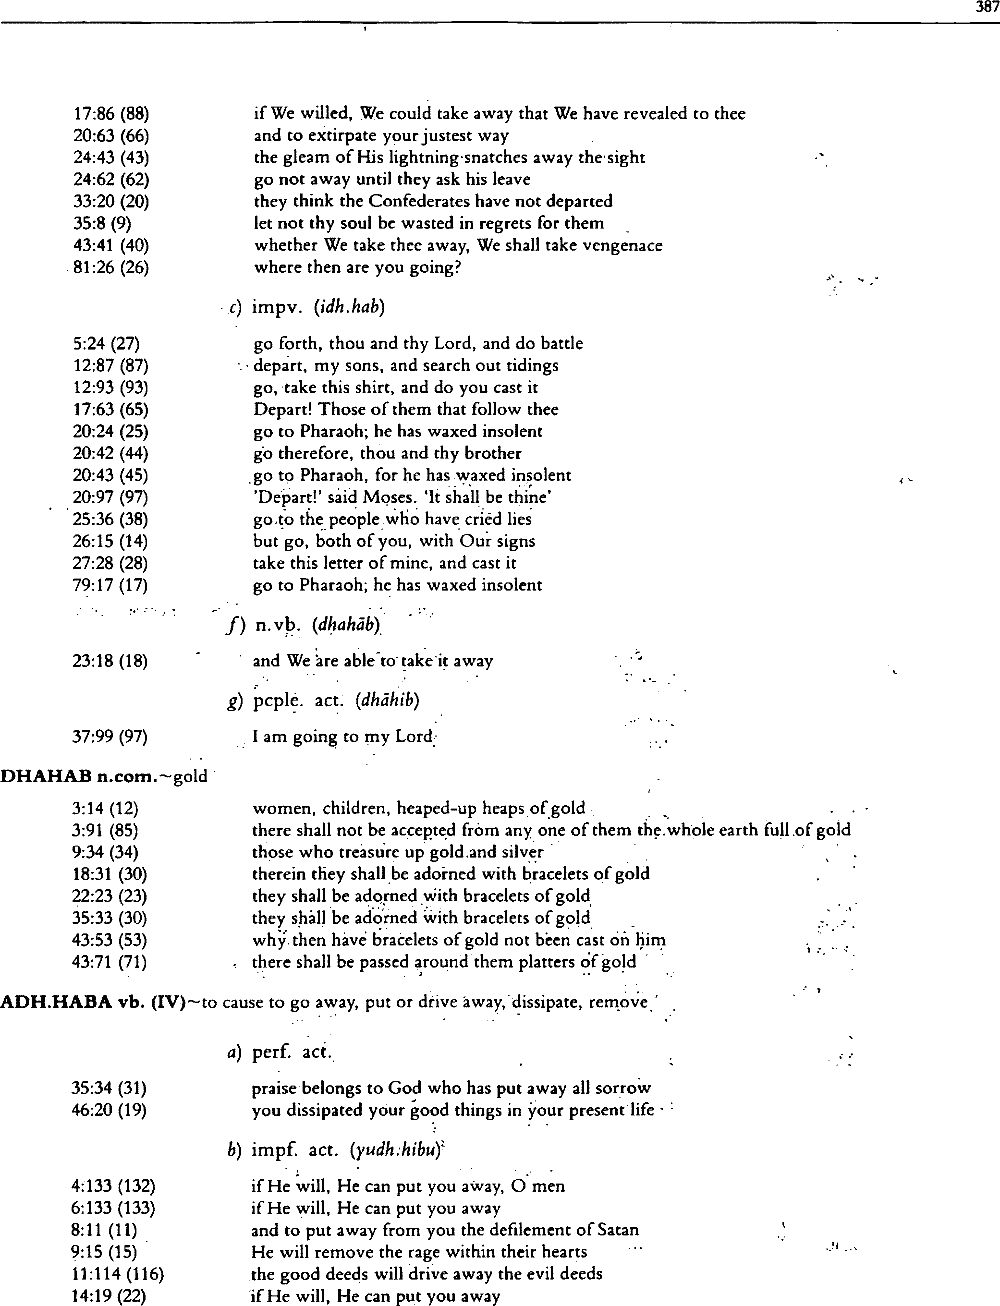 387
17:86 (88) if We willed, We could take away that We have revealed to thee
20:63 (66) and to extirpate your justest way
24:43 (43) the gleam of His lightning snatches away the sight
24:62 (62) go not away until they ask his leave
33:20 (20) they think the Confederates have not departed
35:8 (9) let not thy soul be wasted in regrets for them
43:41 (40) whether We take thee away, We shall take vengenace
81:26 (26) where then are you going?
c) impv. (idh.hab)
5:24 (27) go forth, thou and thy Lord, and do battle
12:87 (87) depart, my sons, and search out tidings
12:93 (93) go, take this shirt, and do you cast it
17:63 (65) Depart! Those of them that follow thee
20:24 (25) go to Pharaoh; he has waxed insolent
20:42 (44) go therefore, thou and thy brother
20:43 (45) go to Pharaoh, for he has waxed insolent
20:97 (97) 'Depart!' said Moses. 'It shall be thine'
25:36 (38) go to the people who have cried lies
26:15 (14) but go, both of you, with Our signs
27:28 (28) take this letter of mine, and cast it
79:17 (17) go to Pharaoh; he has waxed insolent
f) n.vb. (dhahāb)
23:18 (18) and We are able to take it away
g) pcple. act. (dhāhib)
37:99 (97) I am going to my Lord
DHAHAB n.com.~gold
3:14 (12) women, children, heaped-up heaps of gold
3:91 (85) there shall not be accepted from any one of them the whole earth full of gold
9:34 (34) those who treasure up gold and silver
18:31 (30) therein they shall be adorned with bracelets of gold
22:23 (23) they shall be adorned with bracelets of gold
35:33 (30) they shall be adorned with bracelets of gold
43:53 (53) why then have bracelets of gold not been cast on him
43:71 (71) there shall be passed around them platters of gold
ADH.HABA vb. (IV)~to cause to go away, put or drive away, dissipate, remove
a) perf. act.
35:34 (31) praise belongs to God who has put away all sorrow
46:20 (19) you dissipated your good things in your present life
b) impf. act. (yudh.hibu)
4:133 (132) if He will, He can put you away, O men
6:133 (133) if He will, He can put you away
8:11 (11) and to put away from you the defilement of Satan
9:15 (15) He will remove the rage within their hearts
11:114 (116) the good deeds will drive away the evil deeds
14:19 (22) if He will, He can put you away